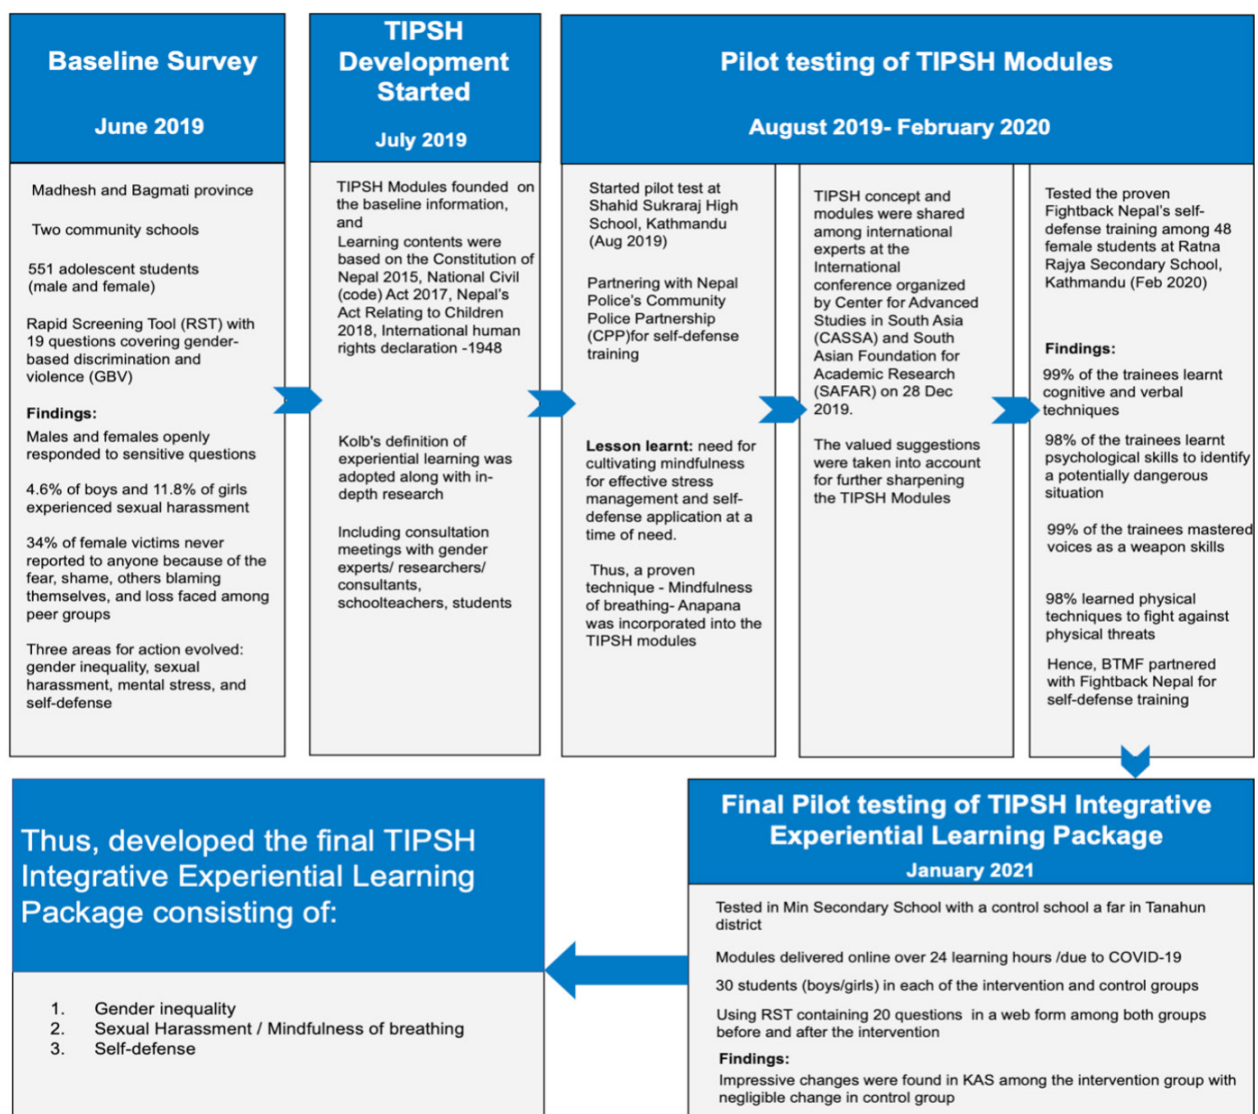 Baseline Survey
June 2019
Madhesh and Bagmati province
Two community schools
551 adolescent students
(male and female)
Rapid Screening Tool (RST) with
19 questions covering gender-
based discrimination and
violence (GBV)
Findings:
Males and females openly
responded to sensitive questions
4.6% of boys and 11.8% of girls
experienced sexual harassment
34% of female victims never
reported to anyone because of the
fear, shame, others blaming
themselves, and loss faced among
peer groups
Three areas for action evolved:
gender inequality, sexual
harassment, mental stress, and
self-defense
TIPSH
Development
Started
July 2019
TIPSH Modules founded on
the baseline information,
and
Learning contents were
based on the Constitution of
Nepal 2015, National Civil
(code) Act 2017, Nepal's
Act Relating to Children
2018, International human
rights declaration -1948
Kolb's definition of
experiential learning was
adopted along with in-
depth research
Including consultation
meetings with gender
experts/ researchers/
consultants,
schoolteachers, students
Pilot testing of TIPSH Modules
August 2019- February 2020
Started pilot test at
Shahid Sukraraj High
School, Kathmandu
(Aug 2019)
Partnering with Nepal
Police's Community
Police Partnership
(CPP)for self-defense
training
Lesson learnt: need for
cultivating mindfulness
for effective stress
management and self-
defense application at a
time of need.
Thus, a proven
technique - Mindfulness
of breathing- Anapana
was incorporated into the
TIPSH modules
TIPSH concept and
modules were shared
among international
experts at the
International
conference organized
by Center for Advanced
Studies in South Asia
(CASSA) and South
Asian Foundation for
Academic Research
(SAFAR) on 28 Dec
2019.
The valued suggestions
were taken into account
for further sharpening
the TIPSH Modules
Tested the proven
Fightback Nepal's self-
defense training among 48
female students at Ratna
Rajya Secondary School,
Kathmandu (Feb 2020)
Findings:
99% of the trainees learnt
cognitive and verbal
techniques
98% of the trainees learnt
psychological skills to identify
a potentially dangerous
situation
99% of the trainees mastered
voices as a weapon skills
98% learned physical
techniques to fight against
physical threats
Hence, BTMF partnered
with Fightback Nepal for
self-defense training
Final Pilot testing of TIPSH Integrative
Experiential Learning Package
January 2021
Tested in Min Secondary School with a control school a far in Tanahun
district
Modules delivered online over 24 learning hours /due to COVID-19
30 students (boys/girls) in each of the intervention and control groups
Using RST containing 20 questions in a web form among both groups
before and after the intervention
Findings:
Impressive changes were found in KAS among the intervention group with
negligible change in control group
Thus, developed the final TIPSH
Integrative Experiential Learning
Package consisting of:
1. Gender inequality
2. Sexual Harassment / Mindfulness of breathing
3. Self-defense